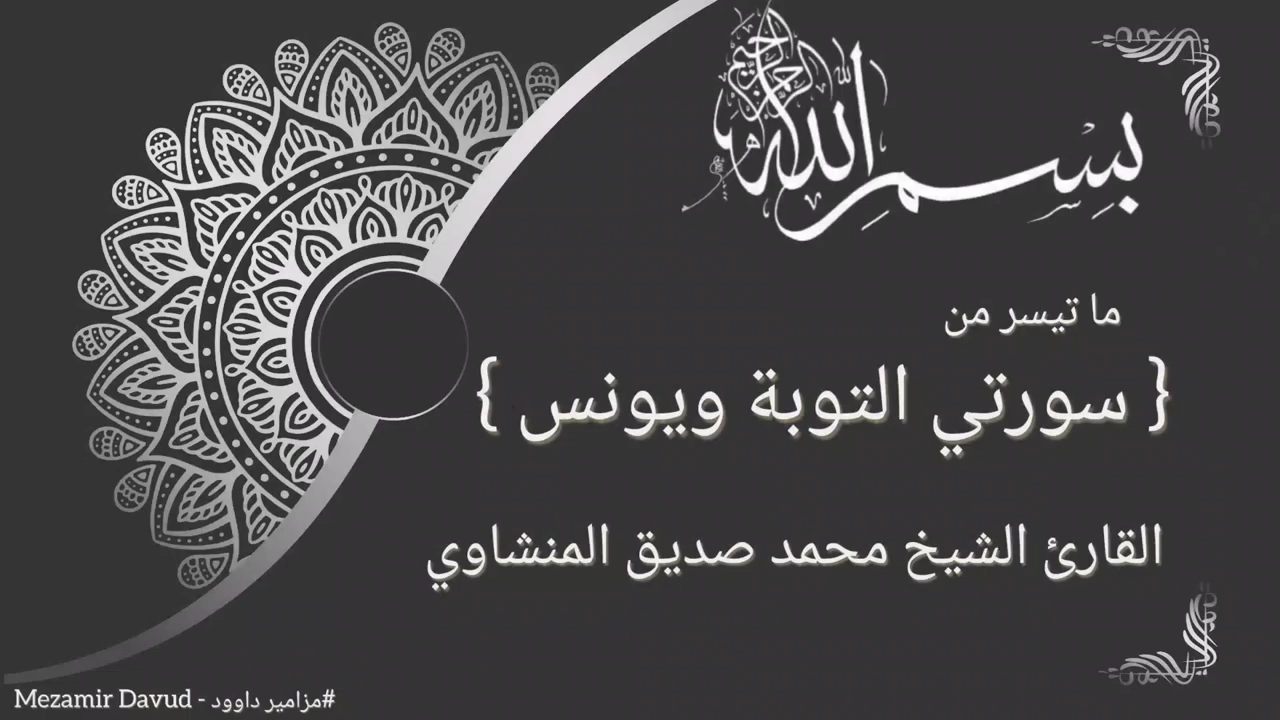 بسم الله الرحمن الرحيم
ما تيسر من
{ سورتي التوبة ويونس }
القارئ الشيخ محمد صديق المنشاوي
Mezamir Davud - مزامير داوود#